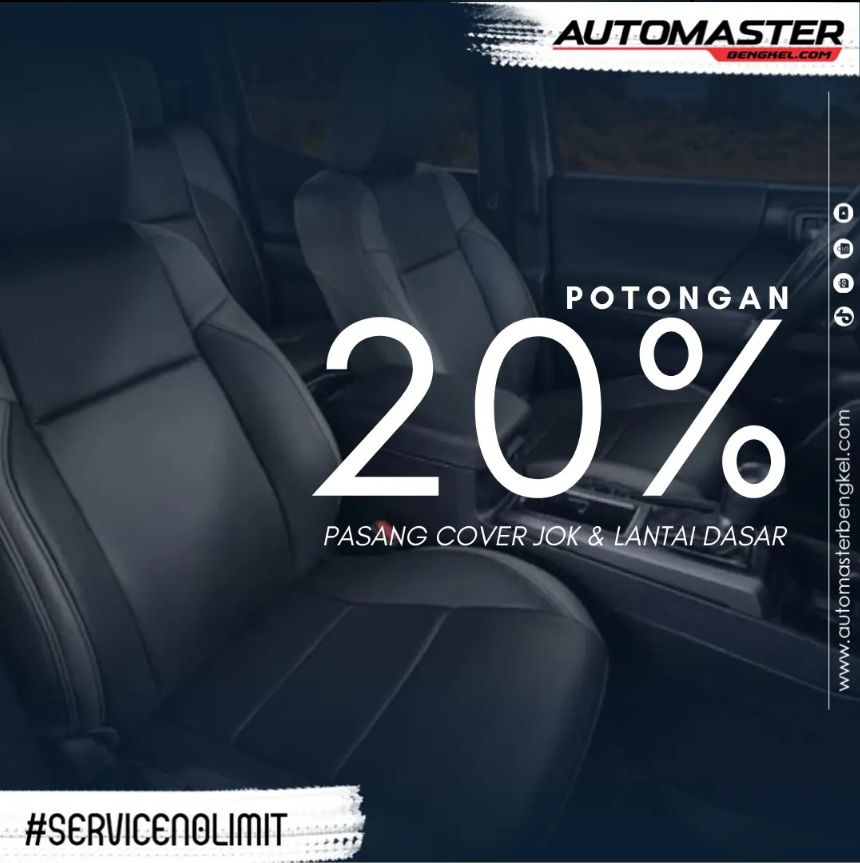 AUTOMASTER
BENGKEL.COM
POTONGAN
20%
PASANG COVER JOK & LANTAI DASAR
www.automasterbengkel.com
#SERVICENOLIMIT